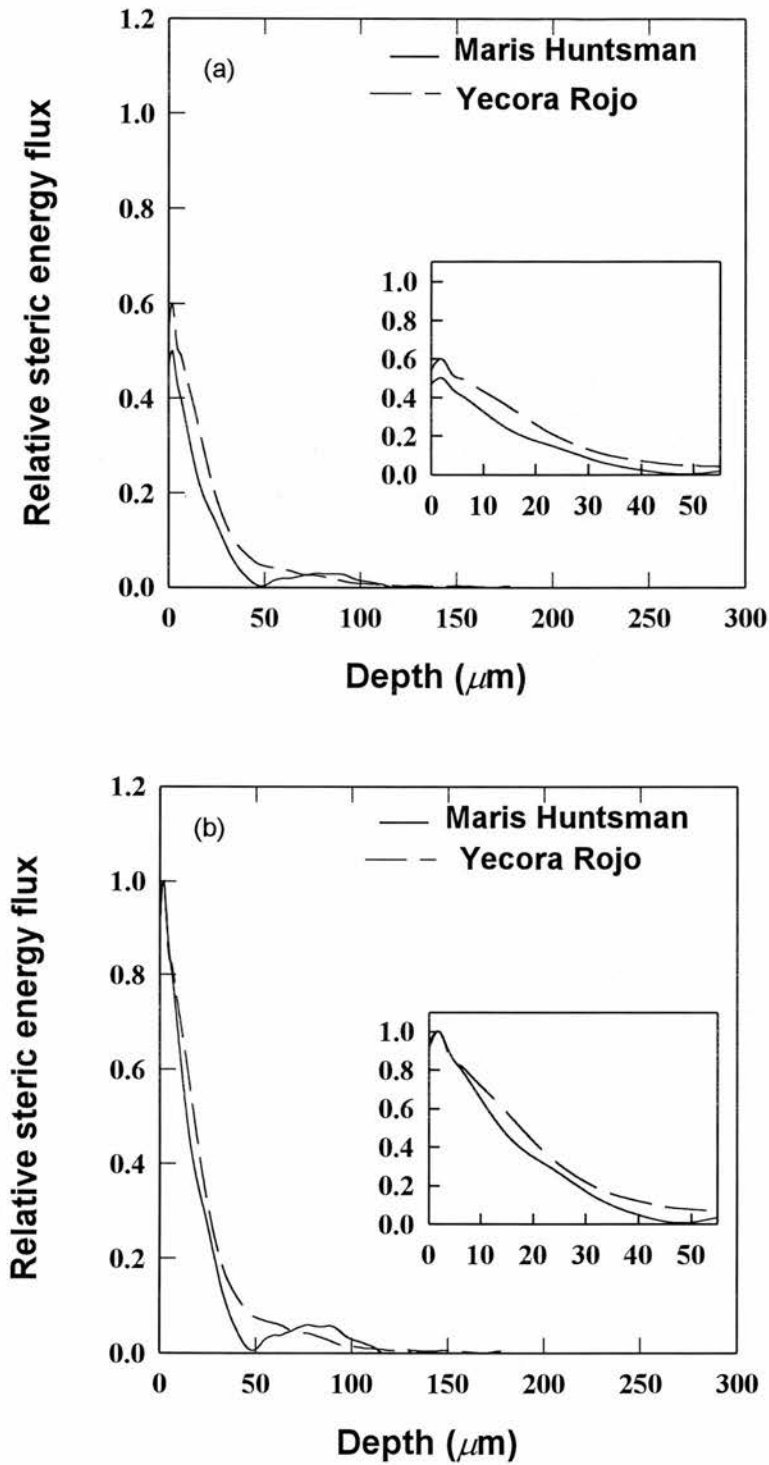 (a)
Maris Huntsman
Yecora Rojo
Relative steric energy flux
1.2
1.0
0.8
0.6
0.4
0.2
0.0
0 50 100 150 200 250 300
Depth (μm)
1.0
0.8
0.6
0.4
0.2
0.0
0 10 20 30 40 50
(b)
Maris Huntsman
Yecora Rojo
Relative steric energy flux
1.2
1.0
0.8
0.6
0.4
0.2
0.0
0 50 100 150 200 250 300
Depth (μm)
1.0
0.8
0.6
0.4
0.2
0.0
0 10 20 30 40 50